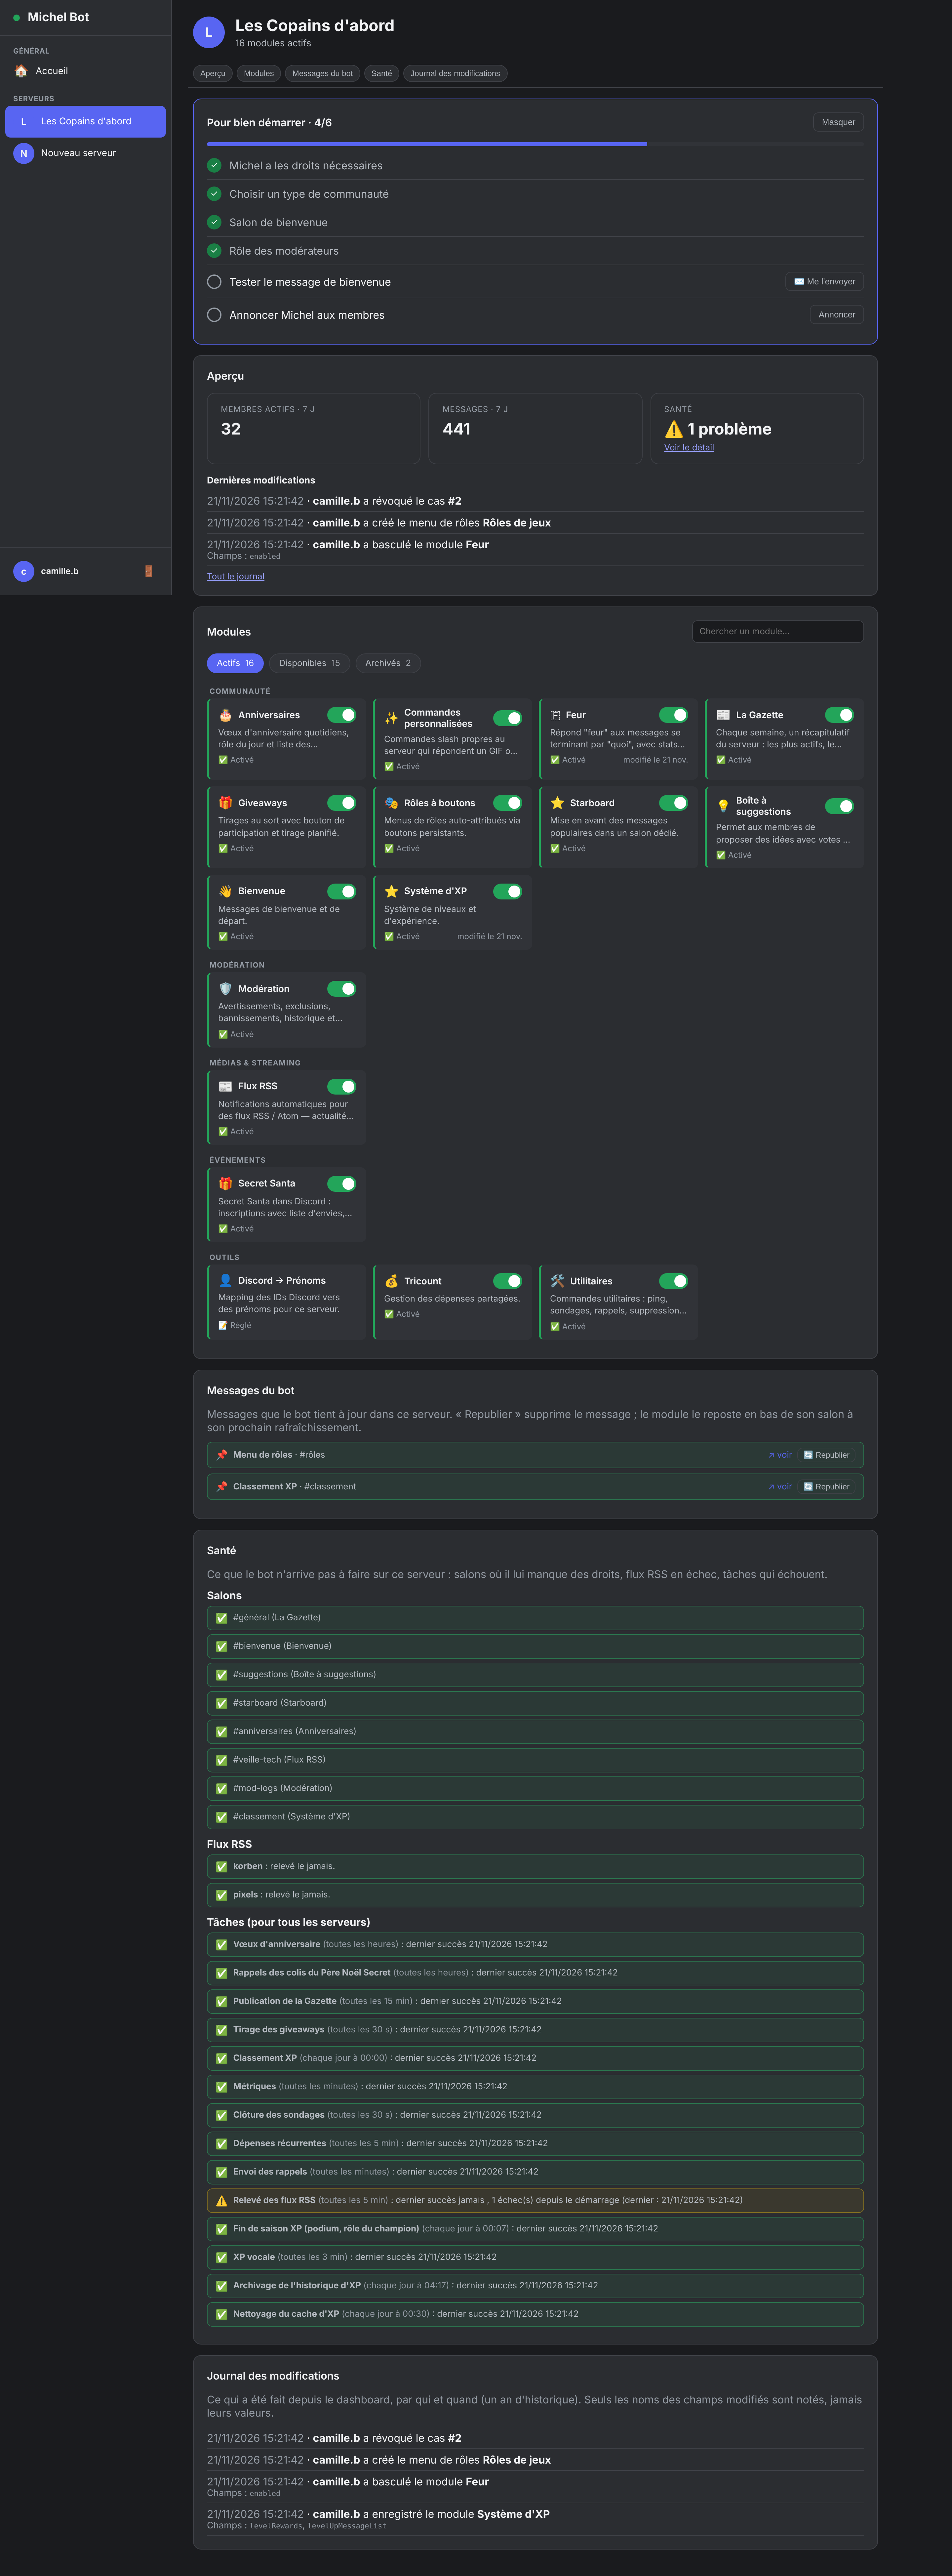 Michel Bot
GÉNÉRAL
🏠 Accueil
SERVEURS
L Les Copains d'abord
N Nouveau serveur
c camille.b
L
Les Copains d'abord
16 modules actifs
Aperçu Modules Messages du bot Santé Journal des modifications
Pour bien démarrer · 4/6 Masquer
Michel a les droits nécessaires
Choisir un type de communauté
Salon de bienvenue
Rôle des modérateurs
Tester le message de bienvenue ✉️ Me l'envoyer
Annoncer Michel aux membres Annoncer
Aperçu
MEMBRES ACTIFS · 7 J
32
MESSAGES · 7 J
441
SANTÉ
⚠️ 1 problème
Voir le détail
Dernières modifications
21/11/2026 15:21:42 · camille.b a révoqué le cas #2
21/11/2026 15:21:42 · camille.b a créé le menu de rôles Rôles de jeux
21/11/2026 15:21:42 · camille.b a basculé le module Feur
Champs : enabled
Tout le journal
Modules Chercher un module…
Actifs 16 Disponibles 15 Archivés 2
COMMUNAUTÉ
🎂 Anniversaires
Vœux d'anniversaire quotidiens,
rôle du jour et liste des…
✅ Activé
✨ Commandes
personnalisées
Commandes slash propres au
serveur qui répondent un GIF o…
✅ Activé
🇫 Feur
Répond "feur" aux messages se
terminant par "quoi", avec stats…
✅ Activé modifié le 21 nov.
📰 La Gazette
Chaque semaine, un récapitulatif
du serveur : les plus actifs, le…
✅ Activé
🎁 Giveaways
Tirages au sort avec bouton de
participation et tirage planifié.
✅ Activé
🎭 Rôles à boutons
Menus de rôles auto-attribués via
boutons persistants.
✅ Activé
⭐ Starboard
Mise en avant des messages
populaires dans un salon dédié.
✅ Activé
💡 Boîte à
suggestions
Permet aux membres de
proposer des idées avec votes …
✅ Activé
👋 Bienvenue
Messages de bienvenue et de
départ.
✅ Activé
⭐ Système d'XP
Système de niveaux et
d'expérience.
✅ Activé modifié le 21 nov.
MODÉRATION
🛡️ Modération
Avertissements, exclusions,
bannissements, historique et…
✅ Activé
MÉDIAS & STREAMING
📰 Flux RSS
Notifications automatiques pour
des flux RSS / Atom — actualité…
✅ Activé
ÉVÉNEMENTS
🎁 Secret Santa
Secret Santa dans Discord :
inscriptions avec liste d'envies,…
✅ Activé
OUTILS
👤 Discord → Prénoms
Mapping des IDs Discord vers
des prénoms pour ce serveur.
📝 Réglé
💰 Tricount
Gestion des dépenses partagées.
✅ Activé
🛠️ Utilitaires
Commandes utilitaires : ping,
sondages, rappels, suppression…
✅ Activé
Messages du bot
Messages que le bot tient à jour dans ce serveur. « Republier » supprime le message ; le module le reposte en bas de son salon à
son prochain rafraîchissement.
📌 Menu de rôles · #rôles ↗ voir 🔄 Republier
📌 Classement XP · #classement ↗ voir 🔄 Republier
Santé
Ce que le bot n'arrive pas à faire sur ce serveur : salons où il lui manque des droits, flux RSS en échec, tâches qui échouent.
Salons
✅ #général (La Gazette)
✅ #bienvenue (Bienvenue)
✅ #suggestions (Boîte à suggestions)
✅ #starboard (Starboard)
✅ #anniversaires (Anniversaires)
✅ #veille-tech (Flux RSS)
✅ #mod-logs (Modération)
✅ #classement (Système d'XP)
Flux RSS
✅ korben : relevé le jamais.
✅ pixels : relevé le jamais.
Tâches (pour tous les serveurs)
✅ Vœux d'anniversaire (toutes les heures) : dernier succès 21/11/2026 15:21:42
✅ Rappels des colis du Père Noël Secret (toutes les heures) : dernier succès 21/11/2026 15:21:42
✅ Publication de la Gazette (toutes les 15 min) : dernier succès 21/11/2026 15:21:42
✅ Tirage des giveaways (toutes les 30 s) : dernier succès 21/11/2026 15:21:42
✅ Classement XP (chaque jour à 00:00) : dernier succès 21/11/2026 15:21:42
✅ Métriques (toutes les minutes) : dernier succès 21/11/2026 15:21:42
✅ Clôture des sondages (toutes les 30 s) : dernier succès 21/11/2026 15:21:42
✅ Dépenses récurrentes (toutes les 5 min) : dernier succès 21/11/2026 15:21:42
✅ Envoi des rappels (toutes les minutes) : dernier succès 21/11/2026 15:21:42
⚠️ Relevé des flux RSS (toutes les 5 min) : dernier succès jamais , 1 échec(s) depuis le démarrage (dernier : 21/11/2026 15:21:42)
✅ Fin de saison XP (podium, rôle du champion) (chaque jour à 00:07) : dernier succès 21/11/2026 15:21:42
✅ XP vocale (toutes les 3 min) : dernier succès 21/11/2026 15:21:42
✅ Archivage de l'historique d'XP (chaque jour à 04:17) : dernier succès 21/11/2026 15:21:42
✅ Nettoyage du cache d'XP (chaque jour à 00:30) : dernier succès 21/11/2026 15:21:42
Journal des modifications
Ce qui a été fait depuis le dashboard, par qui et quand (un an d'historique). Seuls les noms des champs modifiés sont notés, jamais
leurs valeurs.
21/11/2026 15:21:42 · camille.b a révoqué le cas #2
21/11/2026 15:21:42 · camille.b a créé le menu de rôles Rôles de jeux
21/11/2026 15:21:42 · camille.b a basculé le module Feur
Champs : enabled
21/11/2026 15:21:42 · camille.b a enregistré le module Système d'XP
Champs : levelRewards, levelUpMessageList